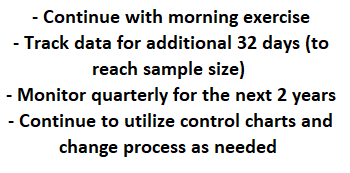 - Continue with morning exercise
- Track data for additional 32 days (to
reach sample size)
- Monitor quarterly for the next 2 years
- Continue to utilize control charts and
change process as needed